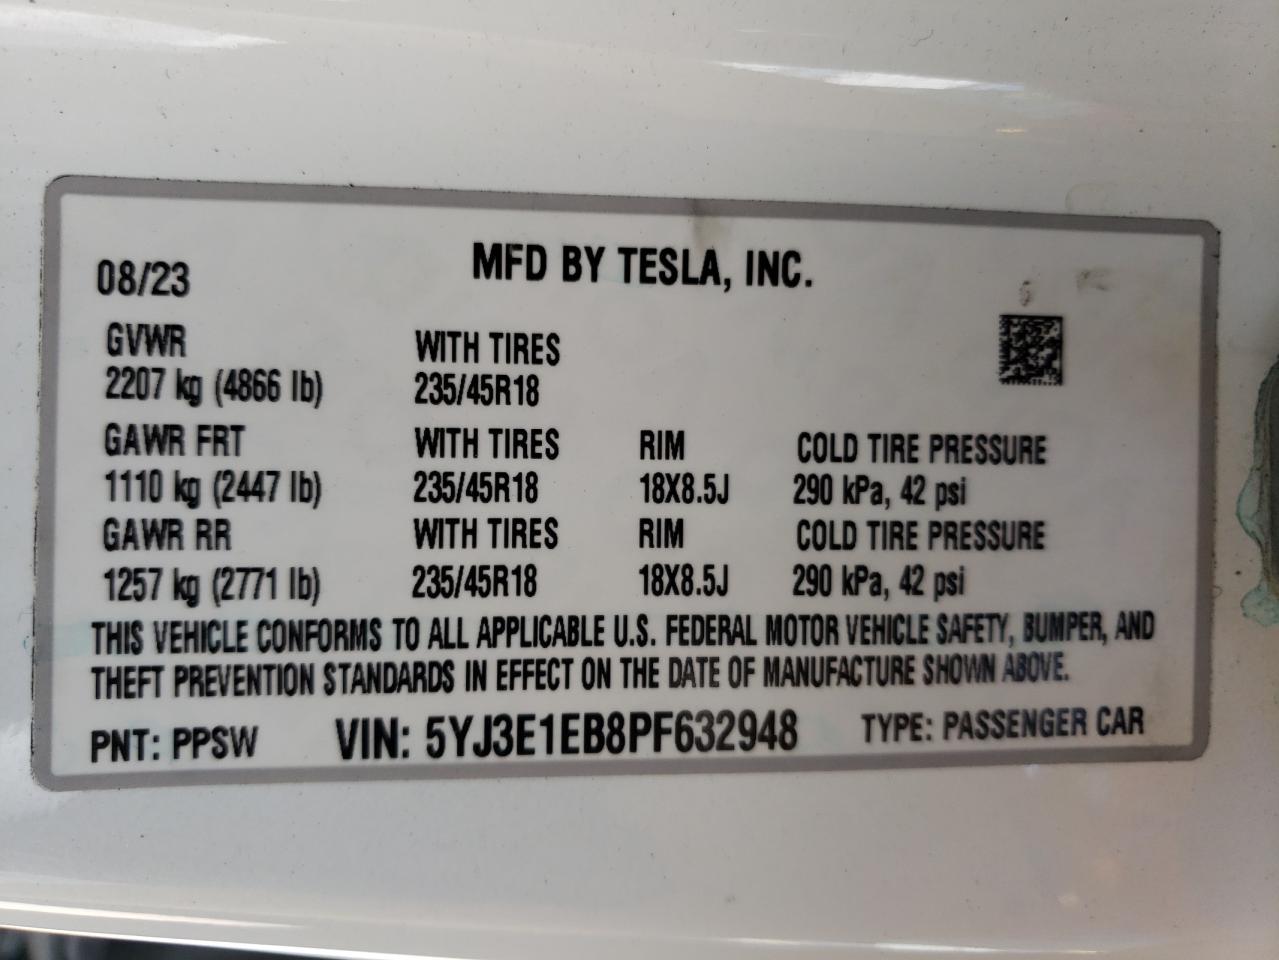 MFD BY TESLA, INC.
08/23
GVWR WITH TIRES
2207 kg (4866 lb) 235/45R18
GAWR FRT WITH TIRES RIM COLD TIRE PRESSURE
1110 kg (2447 lb) 235/45R18 18X8.5J 290 kPa, 42 psi
GAWR RR WITH TIRES RIM COLD TIRE PRESSURE
1257 kg (2771 lb) 235/45R18 18X8.5J 290 kPa, 42 psi
THIS VEHICLE CONFORMS TO ALL APPLICABLE U.S. FEDERAL MOTOR VEHICLE SAFETY, BUMPER, AND
THEFT PREVENTION STANDARDS IN EFFECT ON THE DATE OF MANUFACTURE SHOWN ABOVE.
PNT: PPSW VIN: 5YJ3E1EB8PF632948 TYPE: PASSENGER CAR